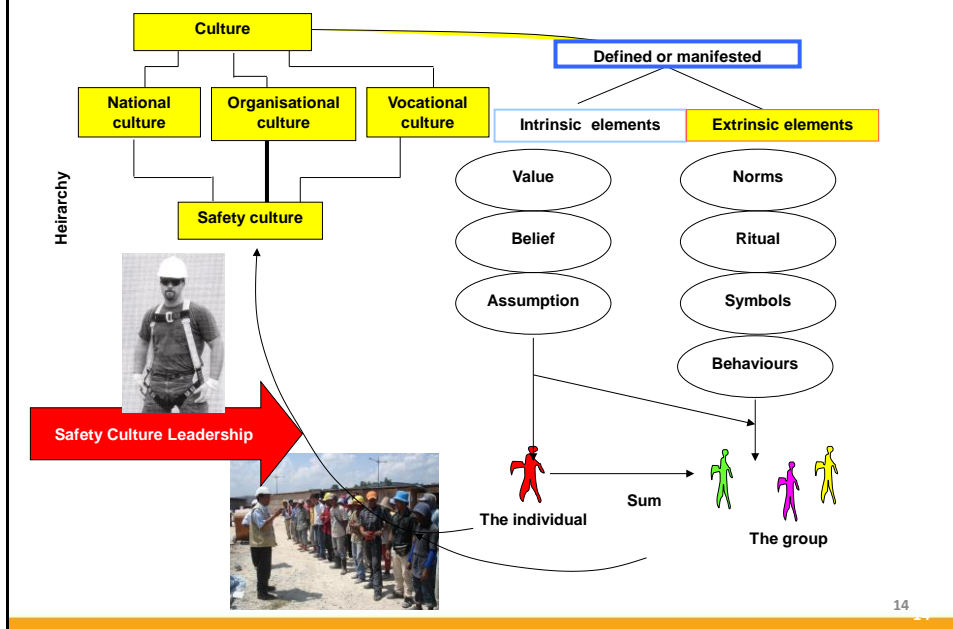 Culture
Defined or manifested
National
culture
Organisational
culture
Vocational
culture
Intrinsic elements
Extrinsic elements
Heirarchy
Value
Norms
Safety culture
Belief
Ritual
Assumption
Symbols
Behaviours
Safety Culture Leadership
Sum
The individual
The group
14
14